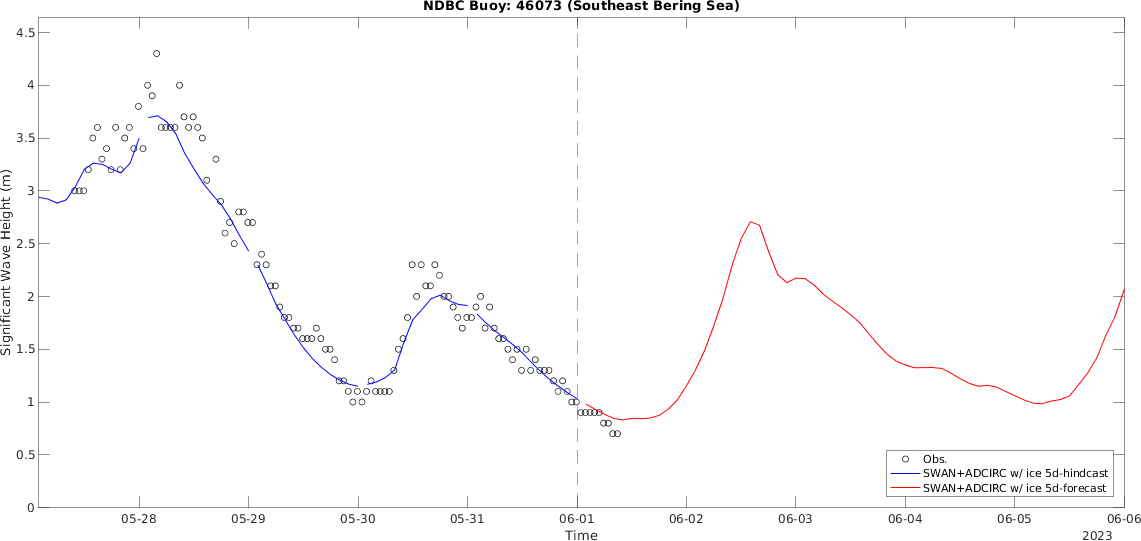 NDBC Buoy: 46073 (Southeast Bering Sea)
4.5
4
3.5
3
2.5
2
1.5
1
0.5
0
Significant Wave Height (m)
Obs.
SWAN+ADCIRC w/ ice 5d-hindcast
SWAN+ADCIRC w/ ice 5d-forecast
05-28 05-29 05-30 05-31 06-01 06-02 06-03 06-04 06-05 06-06
Time
2023